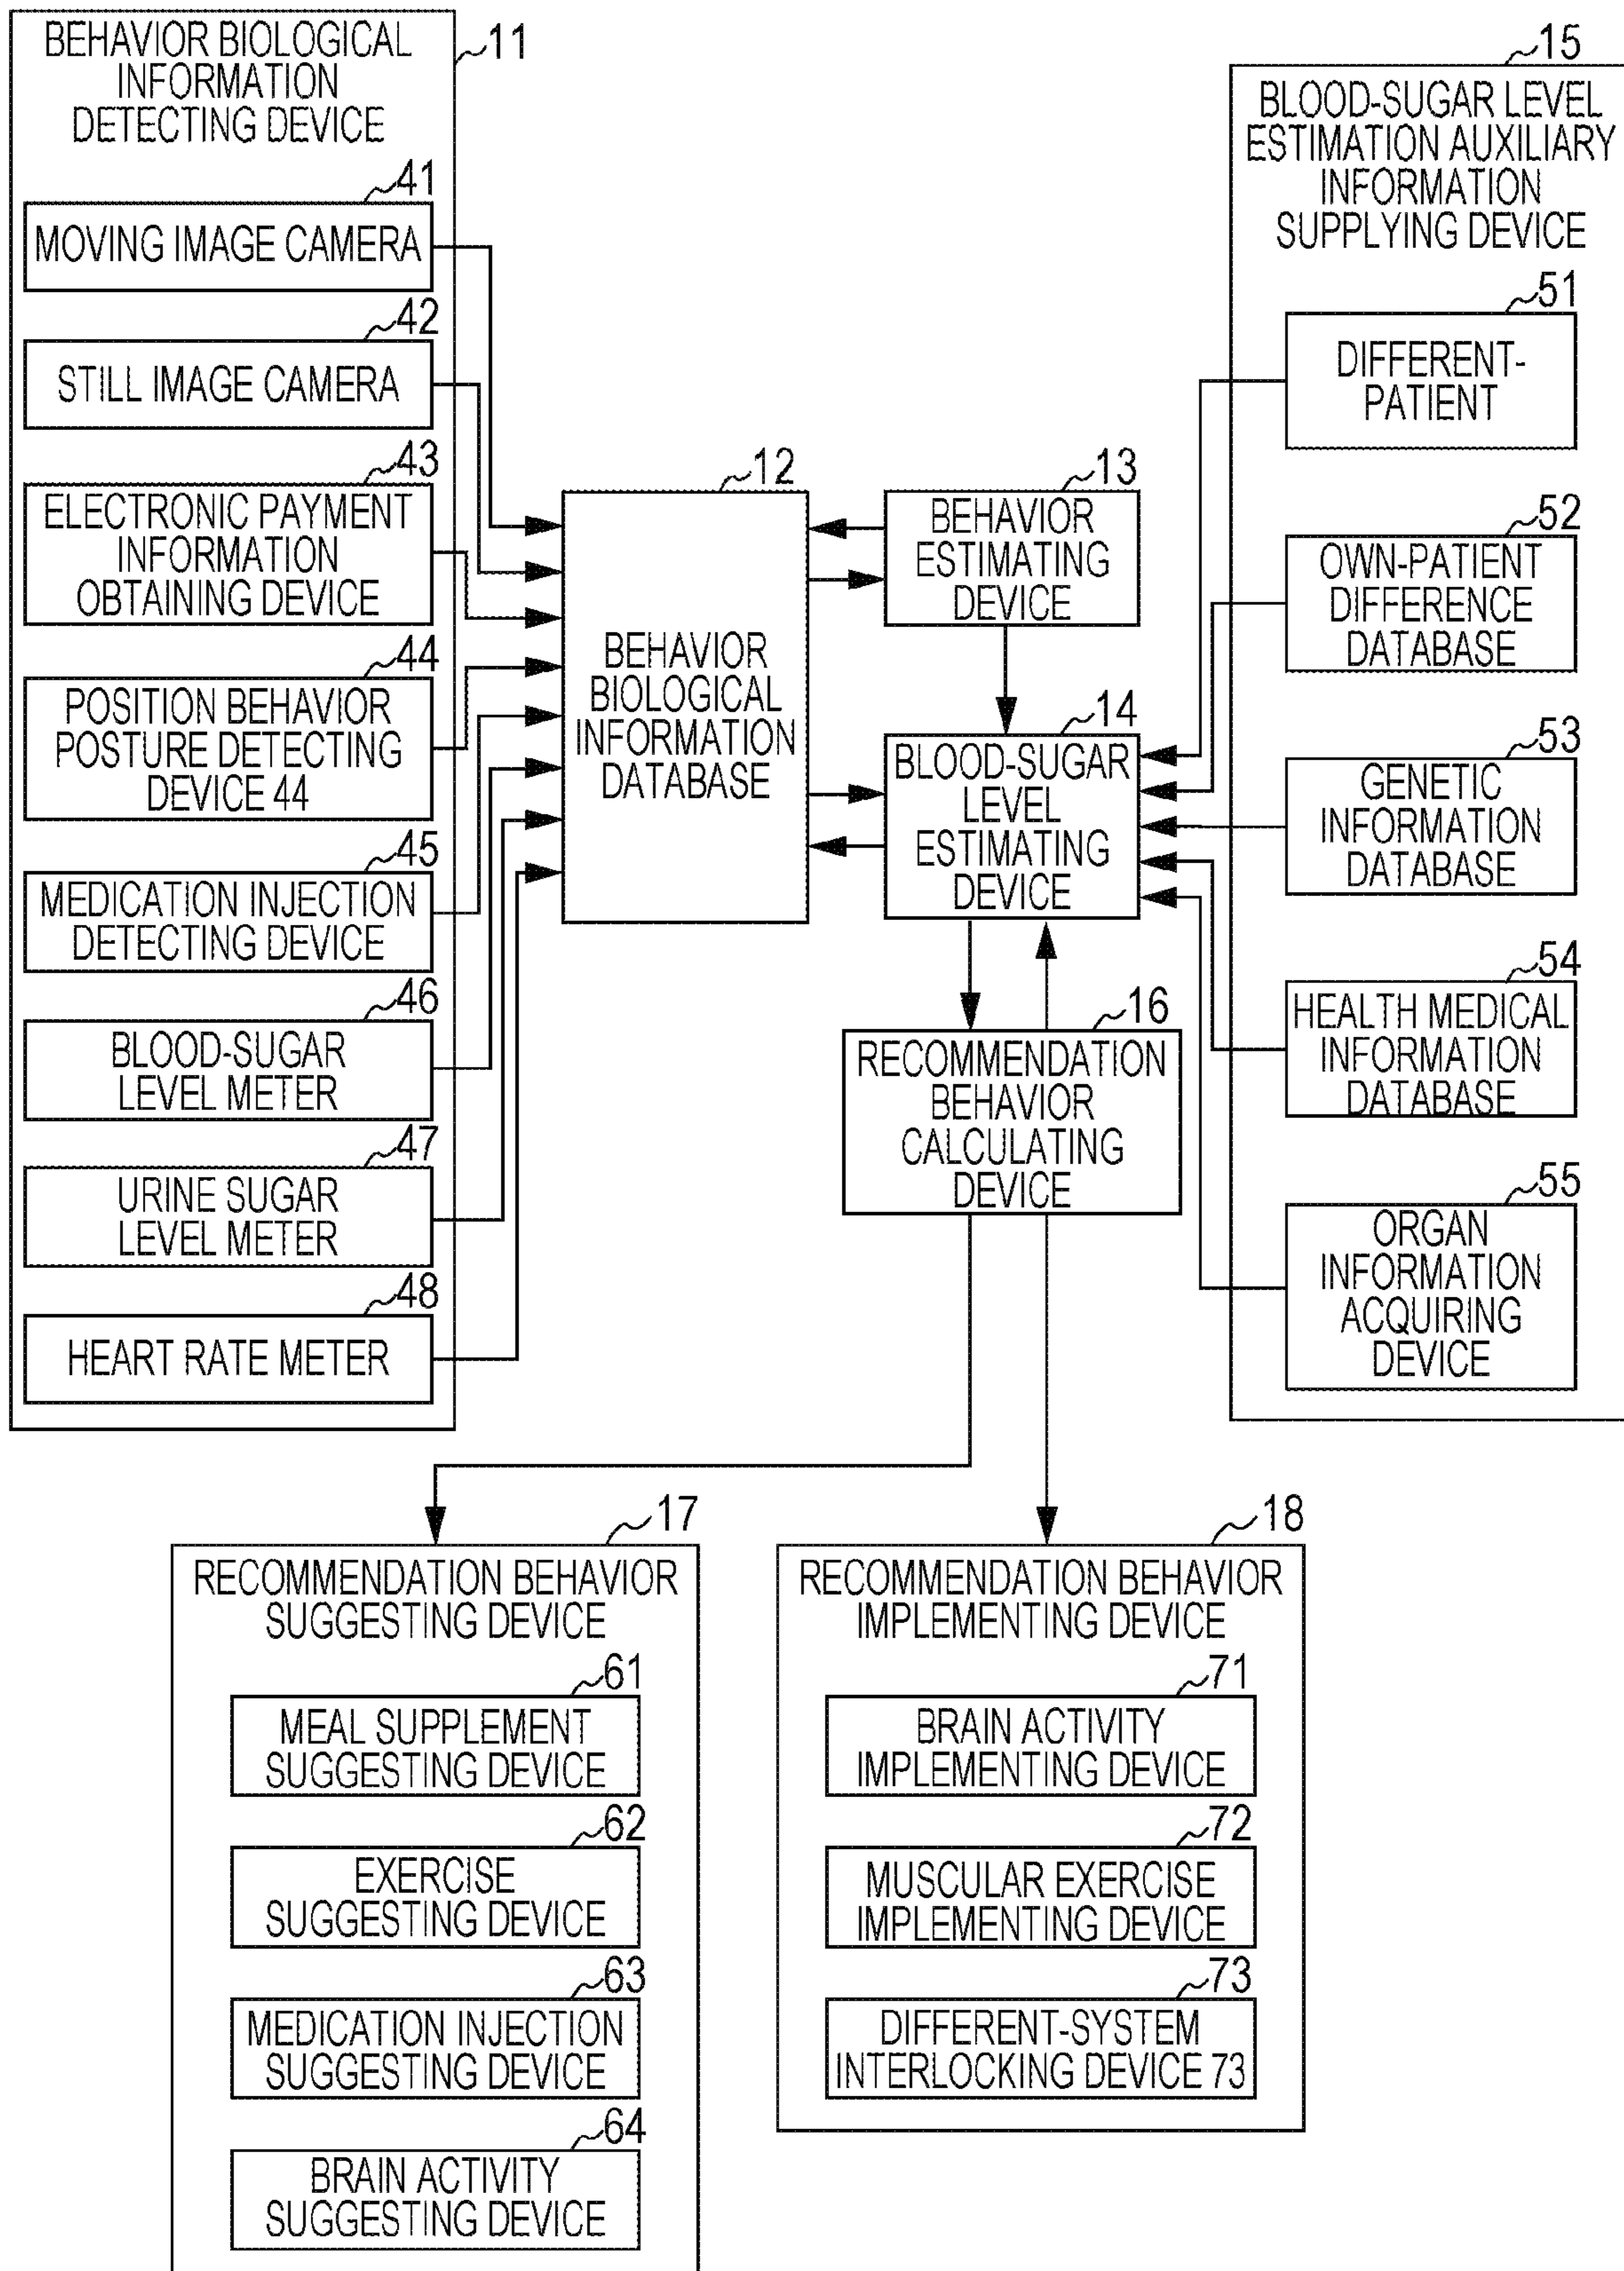 BEHAVIOR BIOLOGICAL
INFORMATION
DETECTING DEVICE
11
41
MOVING IMAGE CAMERA
42
STILL IMAGE CAMERA
43
ELECTRONIC PAYMENT
INFORMATION
OBTAINING DEVICE
44
POSITION BEHAVIOR
POSTURE DETECTING
DEVICE 44
45
MEDICATION INJECTION
DETECTING DEVICE
46
BLOOD-SUGAR
LEVEL METER
47
URINE SUGAR
LEVEL METER
48
HEART RATE METER
12
BEHAVIOR
BIOLOGICAL
INFORMATION
DATABASE
13
BEHAVIOR
ESTIMATING
DEVICE
14
BLOOD-SUGAR
LEVEL
ESTIMATING
DEVICE
16
RECOMMENDATION
BEHAVIOR
CALCULATING
DEVICE
15
BLOOD-SUGAR LEVEL
ESTIMATION AUXILIARY
INFORMATION
SUPPLYING DEVICE
51
DIFFERENT-
PATIENT
52
OWN-PATIENT
DIFFERENCE
DATABASE
53
GENETIC
INFORMATION
DATABASE
54
HEALTH MEDICAL
INFORMATION
DATABASE
55
ORGAN
INFORMATION
ACQUIRING
DEVICE
17
RECOMMENDATION BEHAVIOR
SUGGESTING DEVICE
61
MEAL SUPPLEMENT
SUGGESTING DEVICE
62
EXERCISE
SUGGESTING DEVICE
63
MEDICATION INJECTION
SUGGESTING DEVICE
64
BRAIN ACTIVITY
SUGGESTING DEVICE
18
RECOMMENDATION BEHAVIOR
IMPLEMENTING DEVICE
71
BRAIN ACTIVITY
IMPLEMENTING DEVICE
72
MUSCULAR EXERCISE
IMPLEMENTING DEVICE
73
DIFFERENT-SYSTEM
INTERLOCKING DEVICE 73